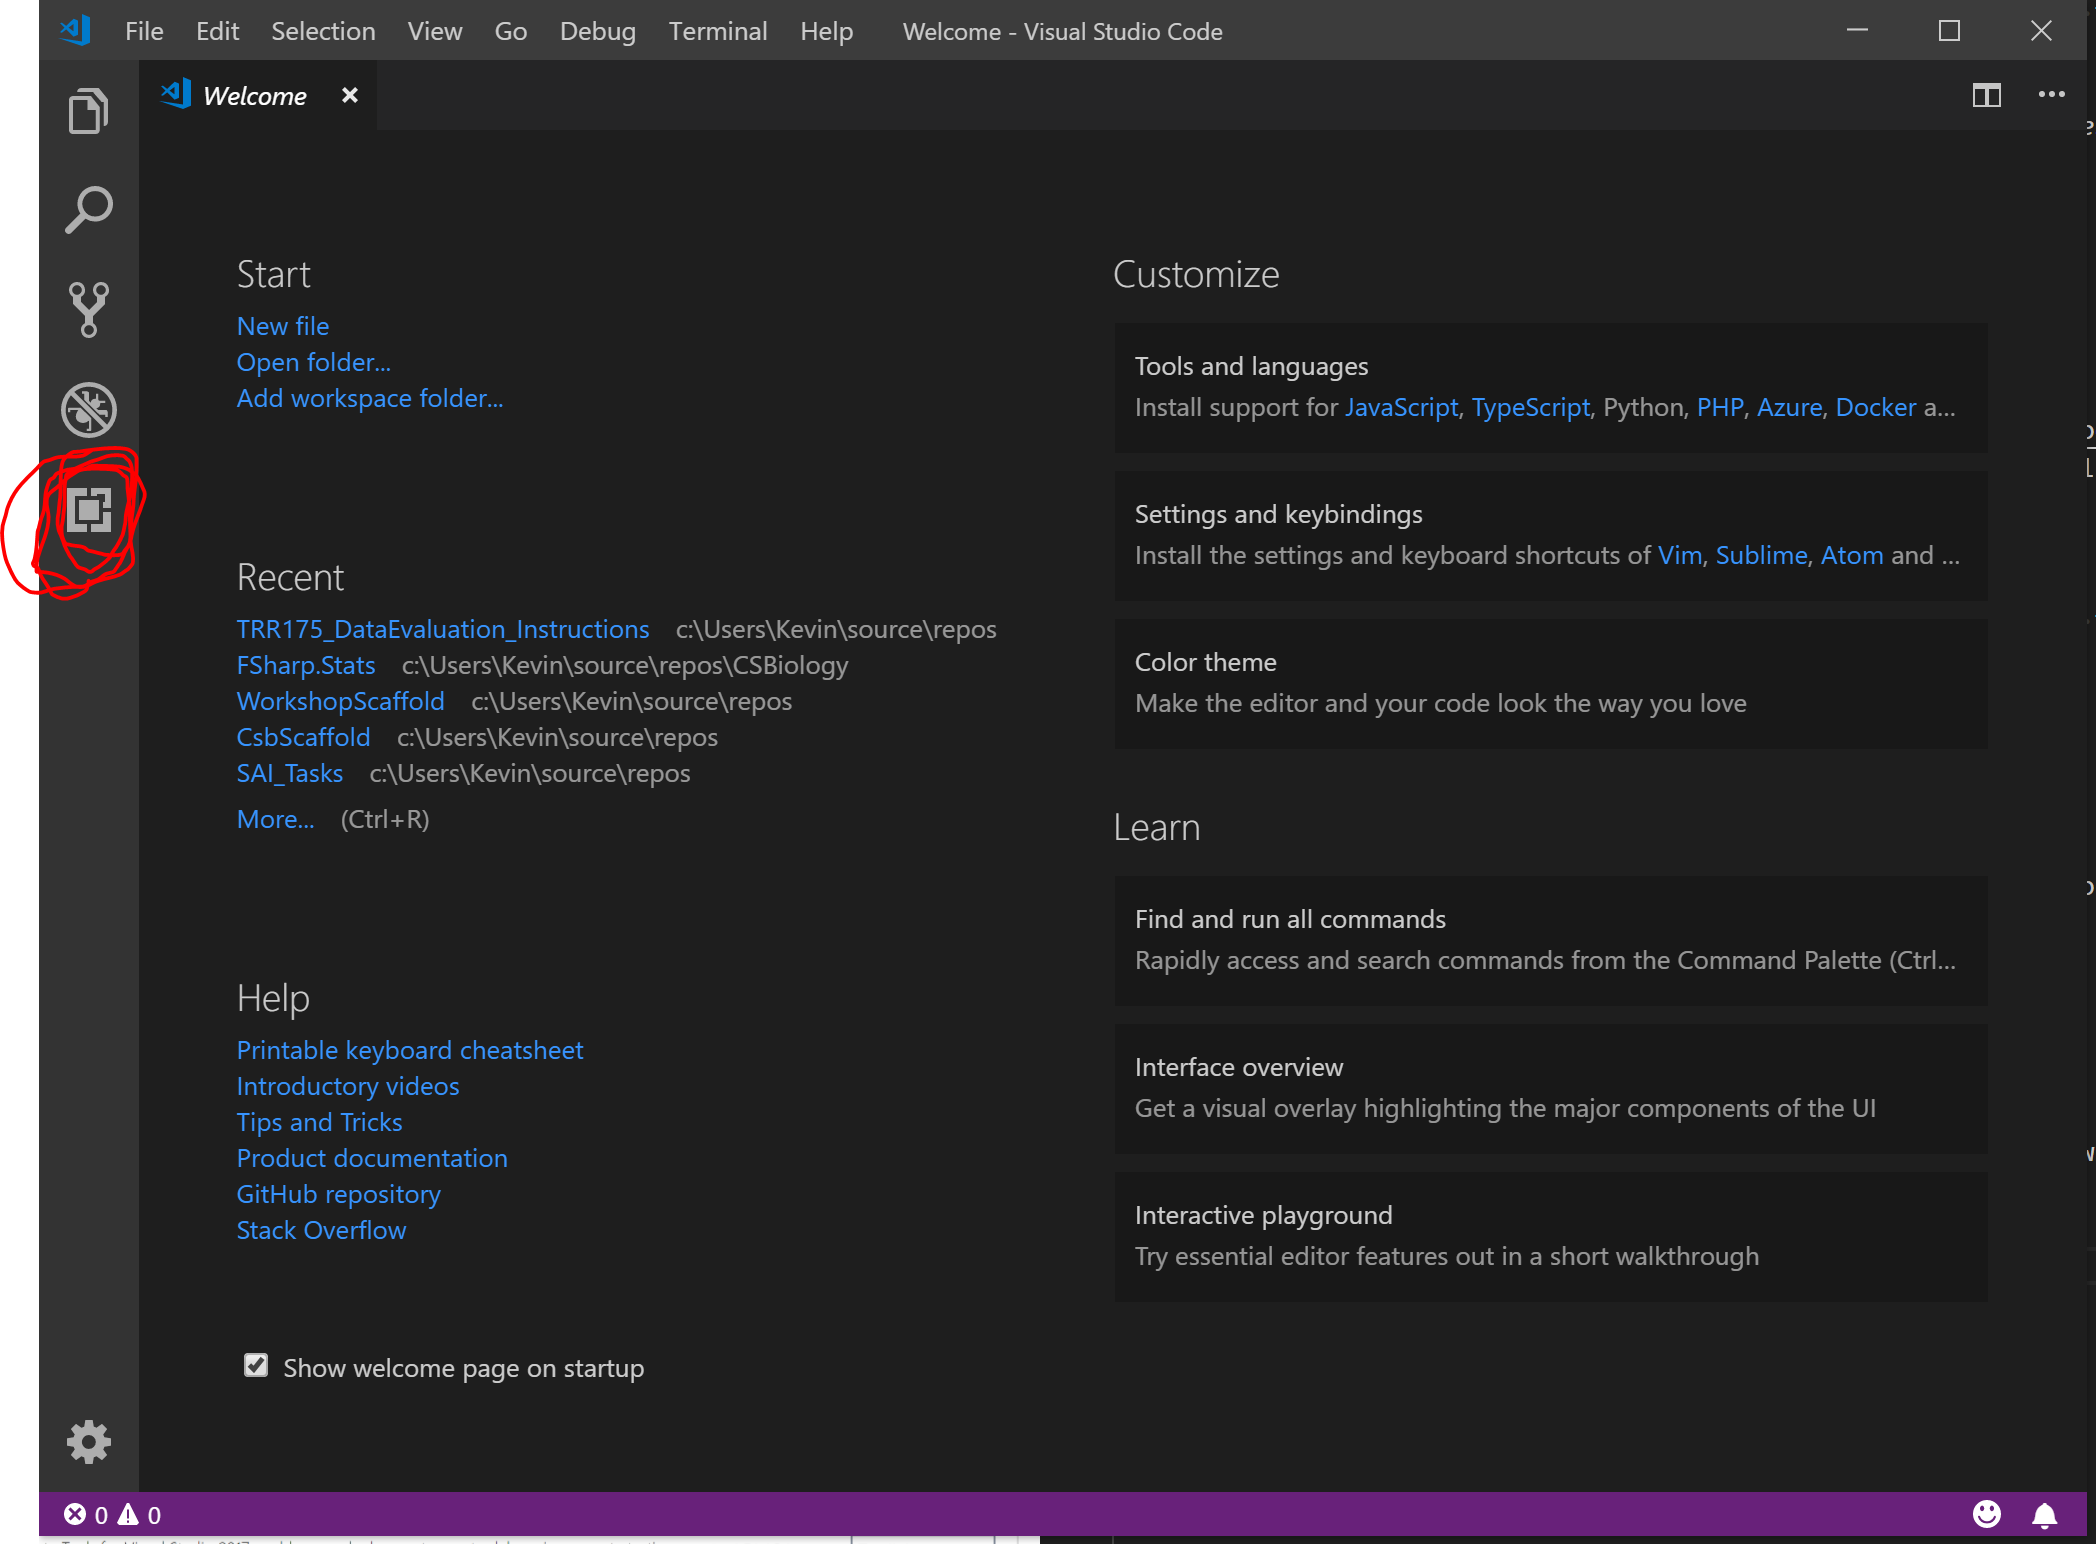 File Edit Selection View Go Debug Terminal Help Welcome - Visual Studio Code
Welcome
Start
New file
Open folder...
Add workspace folder...
Recent
TRR175_DataEvaluation_Instructions c:\Users\Kevin\source\repos
FSharp.Stats c:\Users\Kevin\source\repos\CSBiology
WorkshopScaffold c:\Users\Kevin\source\repos
CsbScaffold c:\Users\Kevin\source\repos
SAI_Tasks c:\Users\Kevin\source\repos
More... (Ctrl+R)
Help
Printable keyboard cheatsheet
Introductory videos
Tips and Tricks
Product documentation
GitHub repository
Stack Overflow
Show welcome page on startup
Customize
Tools and languages
Install support for JavaScript, TypeScript, Python, PHP, Azure, Docker a...
Settings and keybindings
Install the settings and keyboard shortcuts of Vim, Sublime, Atom and ...
Color theme
Make the editor and your code look the way you love
Learn
Find and run all commands
Rapidly access and search commands from the Command Palette (Ctrl...
Interface overview
Get a visual overlay highlighting the major components of the UI
Interactive playground
Try essential editor features out in a short walkthrough
0 0